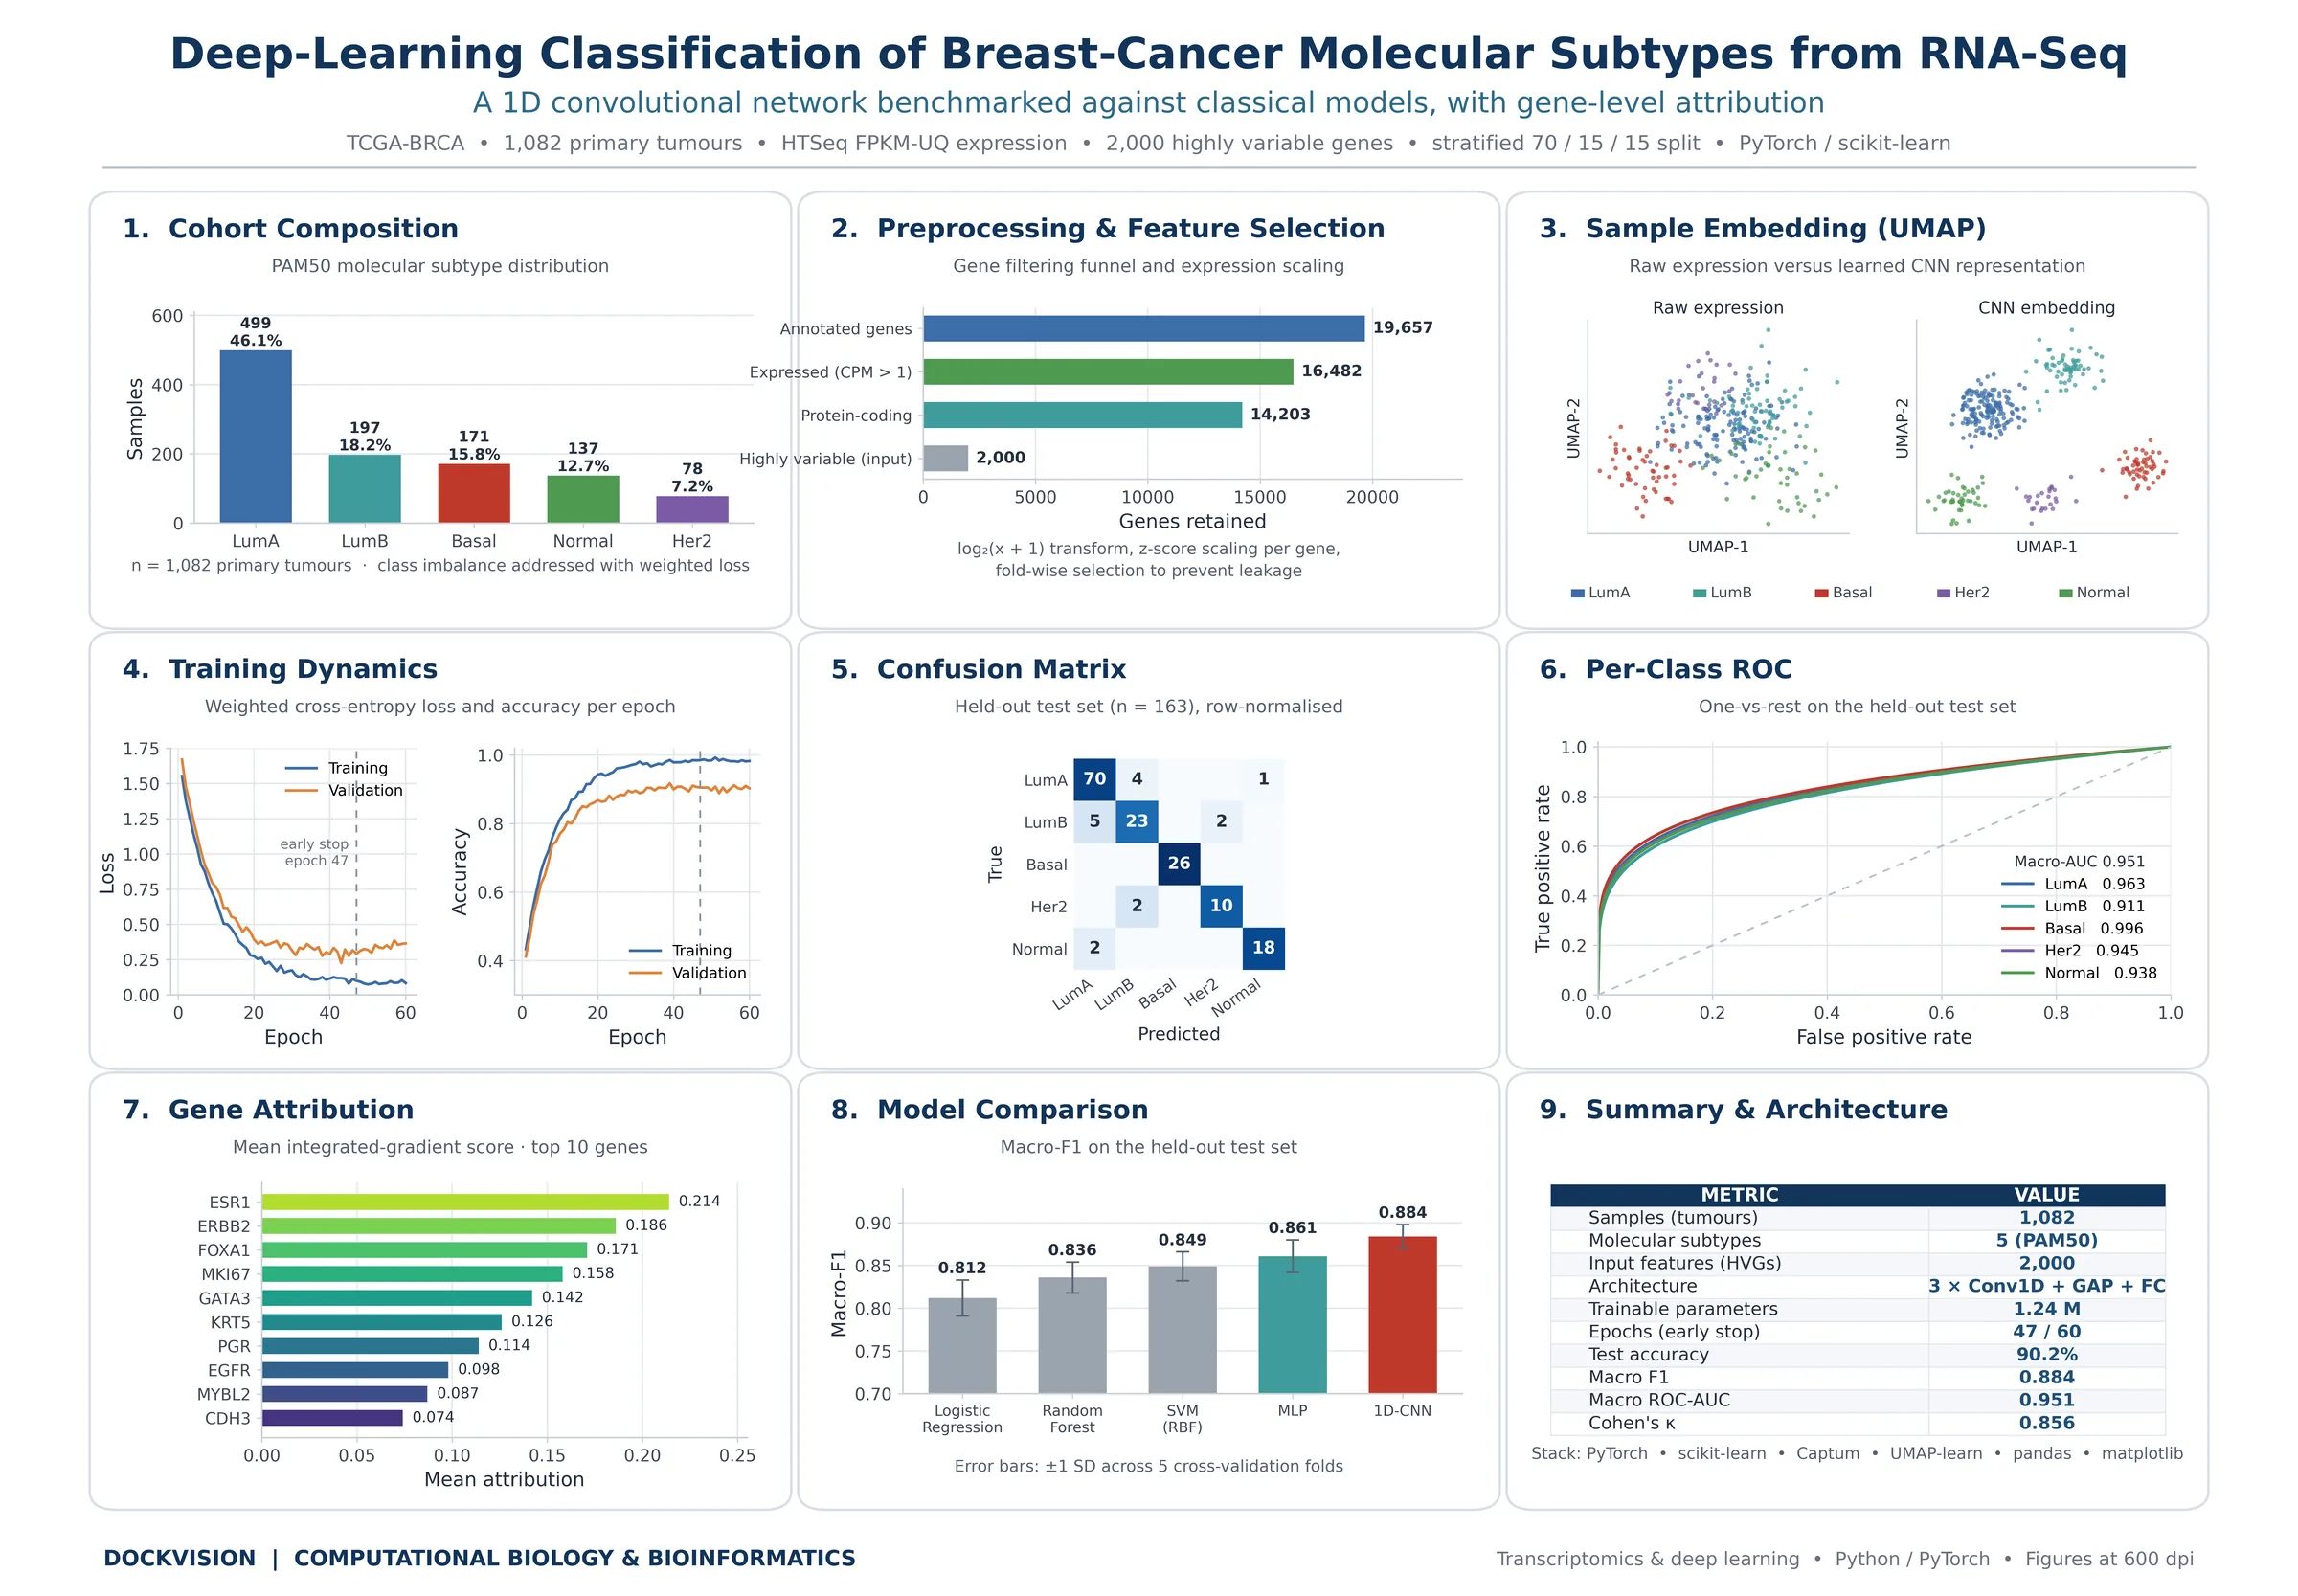 Deep-Learning Classification of Breast-Cancer Molecular Subtypes from RNA-Seq
A 1D convolutional network benchmarked against classical models, with gene-level attribution
TCGA-BRCA • 1,082 primary tumours • HTSeq FPKM-UQ expression • 2,000 highly variable genes • stratified 70 / 15 / 15 split • PyTorch / scikit-learn
1. Cohort Composition
PAM50 molecular subtype distribution
Samples
600
400
200
0
499
46.1%
197
18.2%
171
15.8%
137
12.7%
78
7.2%
LumA LumB Basal Normal Her2
n = 1,082 primary tumours · class imbalance addressed with weighted loss
2. Preprocessing & Feature Selection
Gene filtering funnel and expression scaling
Annotated genes 19,657
Expressed (CPM > 1) 16,482
Protein-coding 14,203
Highly variable (input) 2,000
0 5000 10000 15000 20000
Genes retained
log₂(x + 1) transform, z-score scaling per gene,
fold-wise selection to prevent leakage
3. Sample Embedding (UMAP)
Raw expression versus learned CNN representation
Raw expression
UMAP-2
UMAP-1
CNN embedding
UMAP-2
UMAP-1
LumA LumB Basal Her2 Normal
4. Training Dynamics
Weighted cross-entropy loss and accuracy per epoch
Loss
1.75
1.50
1.25
1.00
0.75
0.50
0.25
0.00
Training
Validation
early stop
epoch 47
0 20 40 60
Epoch
Accuracy
1.0
0.8
0.6
0.4
Training
Validation
0 20 40 60
Epoch
5. Confusion Matrix
Held-out test set (n = 163), row-normalised
True
LumA 70 4 1
LumB 5 23 2
Basal 26
Her2 2 10
Normal 2 18
LumA LumB Basal Her2 Normal
Predicted
6. Per-Class ROC
One-vs-rest on the held-out test set
True positive rate
1.0
0.8
0.6
0.4
0.2
0.0
Macro-AUC 0.951
LumA 0.963
LumB 0.911
Basal 0.996
Her2 0.945
Normal 0.938
0.0 0.2 0.4 0.6 0.8 1.0
False positive rate
7. Gene Attribution
Mean integrated-gradient score · top 10 genes
ESR1 0.214
ERBB2 0.186
FOXA1 0.171
MKI67 0.158
GATA3 0.142
KRT5 0.126
PGR 0.114
EGFR 0.098
MYBL2 0.087
CDH3 0.074
0.00 0.05 0.10 0.15 0.20 0.25
Mean attribution
8. Model Comparison
Macro-F1 on the held-out test set
Macro-F1
0.90
0.85
0.80
0.75
0.70
0.812
0.836
0.849
0.861
0.884
Logistic
Regression
Random
Forest
SVM
(RBF)
MLP
1D-CNN
Error bars: ±1 SD across 5 cross-validation folds
9. Summary & Architecture
METRIC VALUE
Samples (tumours) 1,082
Molecular subtypes 5 (PAM50)
Input features (HVGs) 2,000
Architecture 3 × Conv1D + GAP + FC
Trainable parameters 1.24 M
Epochs (early stop) 47 / 60
Test accuracy 90.2%
Macro F1 0.884
Macro ROC-AUC 0.951
Cohen's κ 0.856
Stack: PyTorch • scikit-learn • Captum • UMAP-learn • pandas • matplotlib
DOCKVISION | COMPUTATIONAL BIOLOGY & BIOINFORMATICS
Transcriptomics & deep learning • Python / PyTorch • Figures at 600 dpi